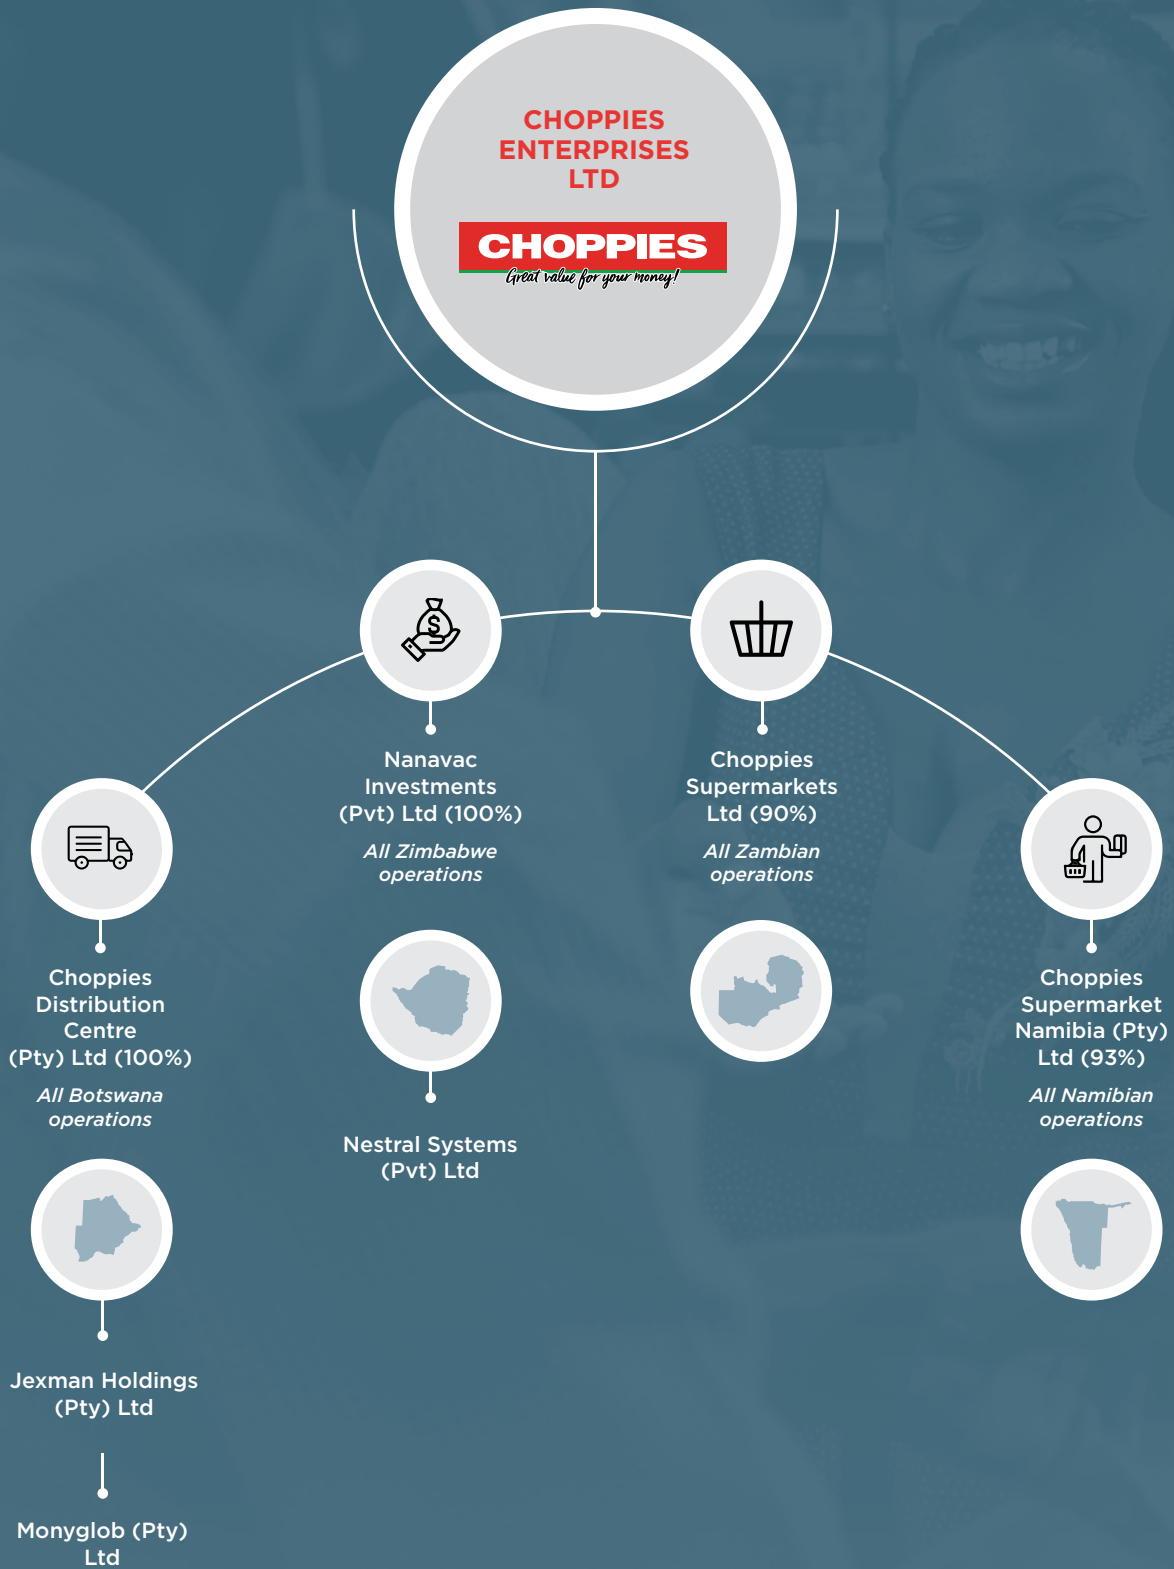 CHOPPIES
ENTERPRISES
LTD
CHOPPIES
Great value for your money!
$
Nanavac
Investments
(Pvt) Ltd (100%)
All Zimbabwe
operations
Nestral Systems
(Pvt) Ltd
Choppies
Supermarkets
Ltd (90%)
All Zambian
operations
Choppies
Distribution
Centre
(Pty) Ltd (100%)
All Botswana
operations
Jexman Holdings
(Pty) Ltd
Monyglob (Pty)
Ltd
Choppies
Supermarket
Namibia (Pty)
Ltd (93%)
All Namibian
operations